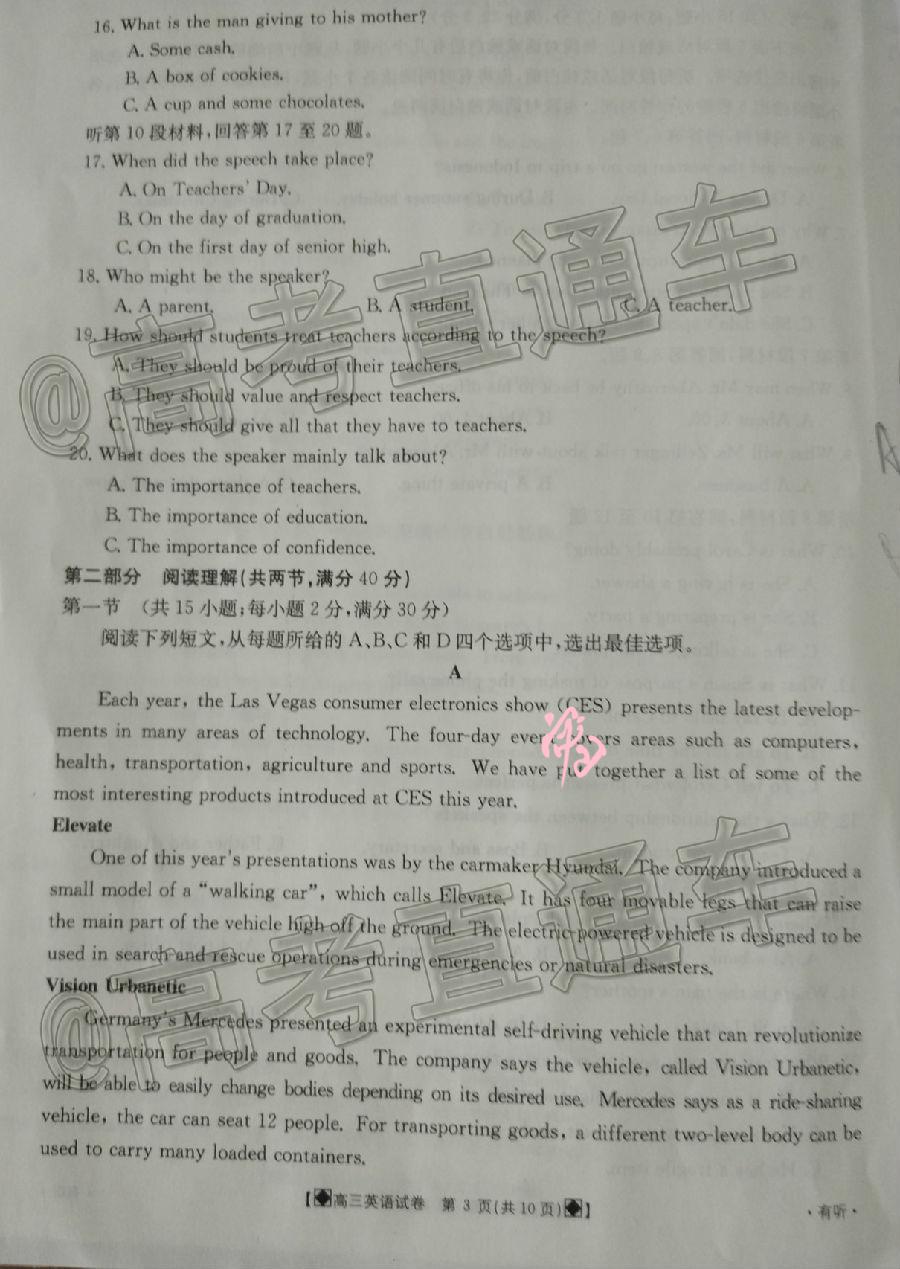 16. What is the man giving to his mother?
A. Some cash.
B. A box of cookies.
C. A cup and some chocolates.
听第10段材料,回答第17至20题。
17. When did the speech take place?
A. On Teachers' Day.
B. On the day of graduation.
C. On the first day of senior high.
18. Who might be the speaker?
A. A parent. B. A student. C. A teacher.
19. How should students treat teachers according to the speech?
A. They should be proud of their teachers.
B. They should value and respect teachers.
C. They should give all that they have to teachers.
@高考直通车
20. What does the speaker mainly talk about?
A. The importance of teachers.
B. The importance of education.
C. The importance of confidence.
第二部分 阅读理解(共两节,满分40分)
第一节 (共15小题;每小题2分,满分30分)
阅读下列短文,从每题所给的A、B、C和D四个选项中,选出最佳选项。
A
Each year, the Las Vegas consumer electronics show (CES) presents the latest develop-
ments in many areas of technology. The four-day event covers areas such as computers,
health, transportation, agriculture and sports. We have put together a list of some of the
most interesting products introduced at CES this year.
Elevate
One of this year's presentations was by the carmaker Hyundai. The company introduced a
small model of a “walking car”, which calls Elevate. It has four movable legs that can raise
the main part of the vehicle high off the ground. The electric-powered vehicle is designed to be
used in search and rescue operations during emergencies or natural disasters.
Vision Urbanetic
@高考直通车
Germany's Mercedes presented an experimental self-driving vehicle that can revolutionize
transportation for people and goods. The company says the vehicle, called Vision Urbanetic,
will be able to easily change bodies depending on its desired use. Mercedes says as a ride-sharing
vehicle, the car can seat 12 people. For transporting goods, a different two-level body can be
used to carry many loaded containers.
【高三英语试卷 第3页(共10页)】
·有听·